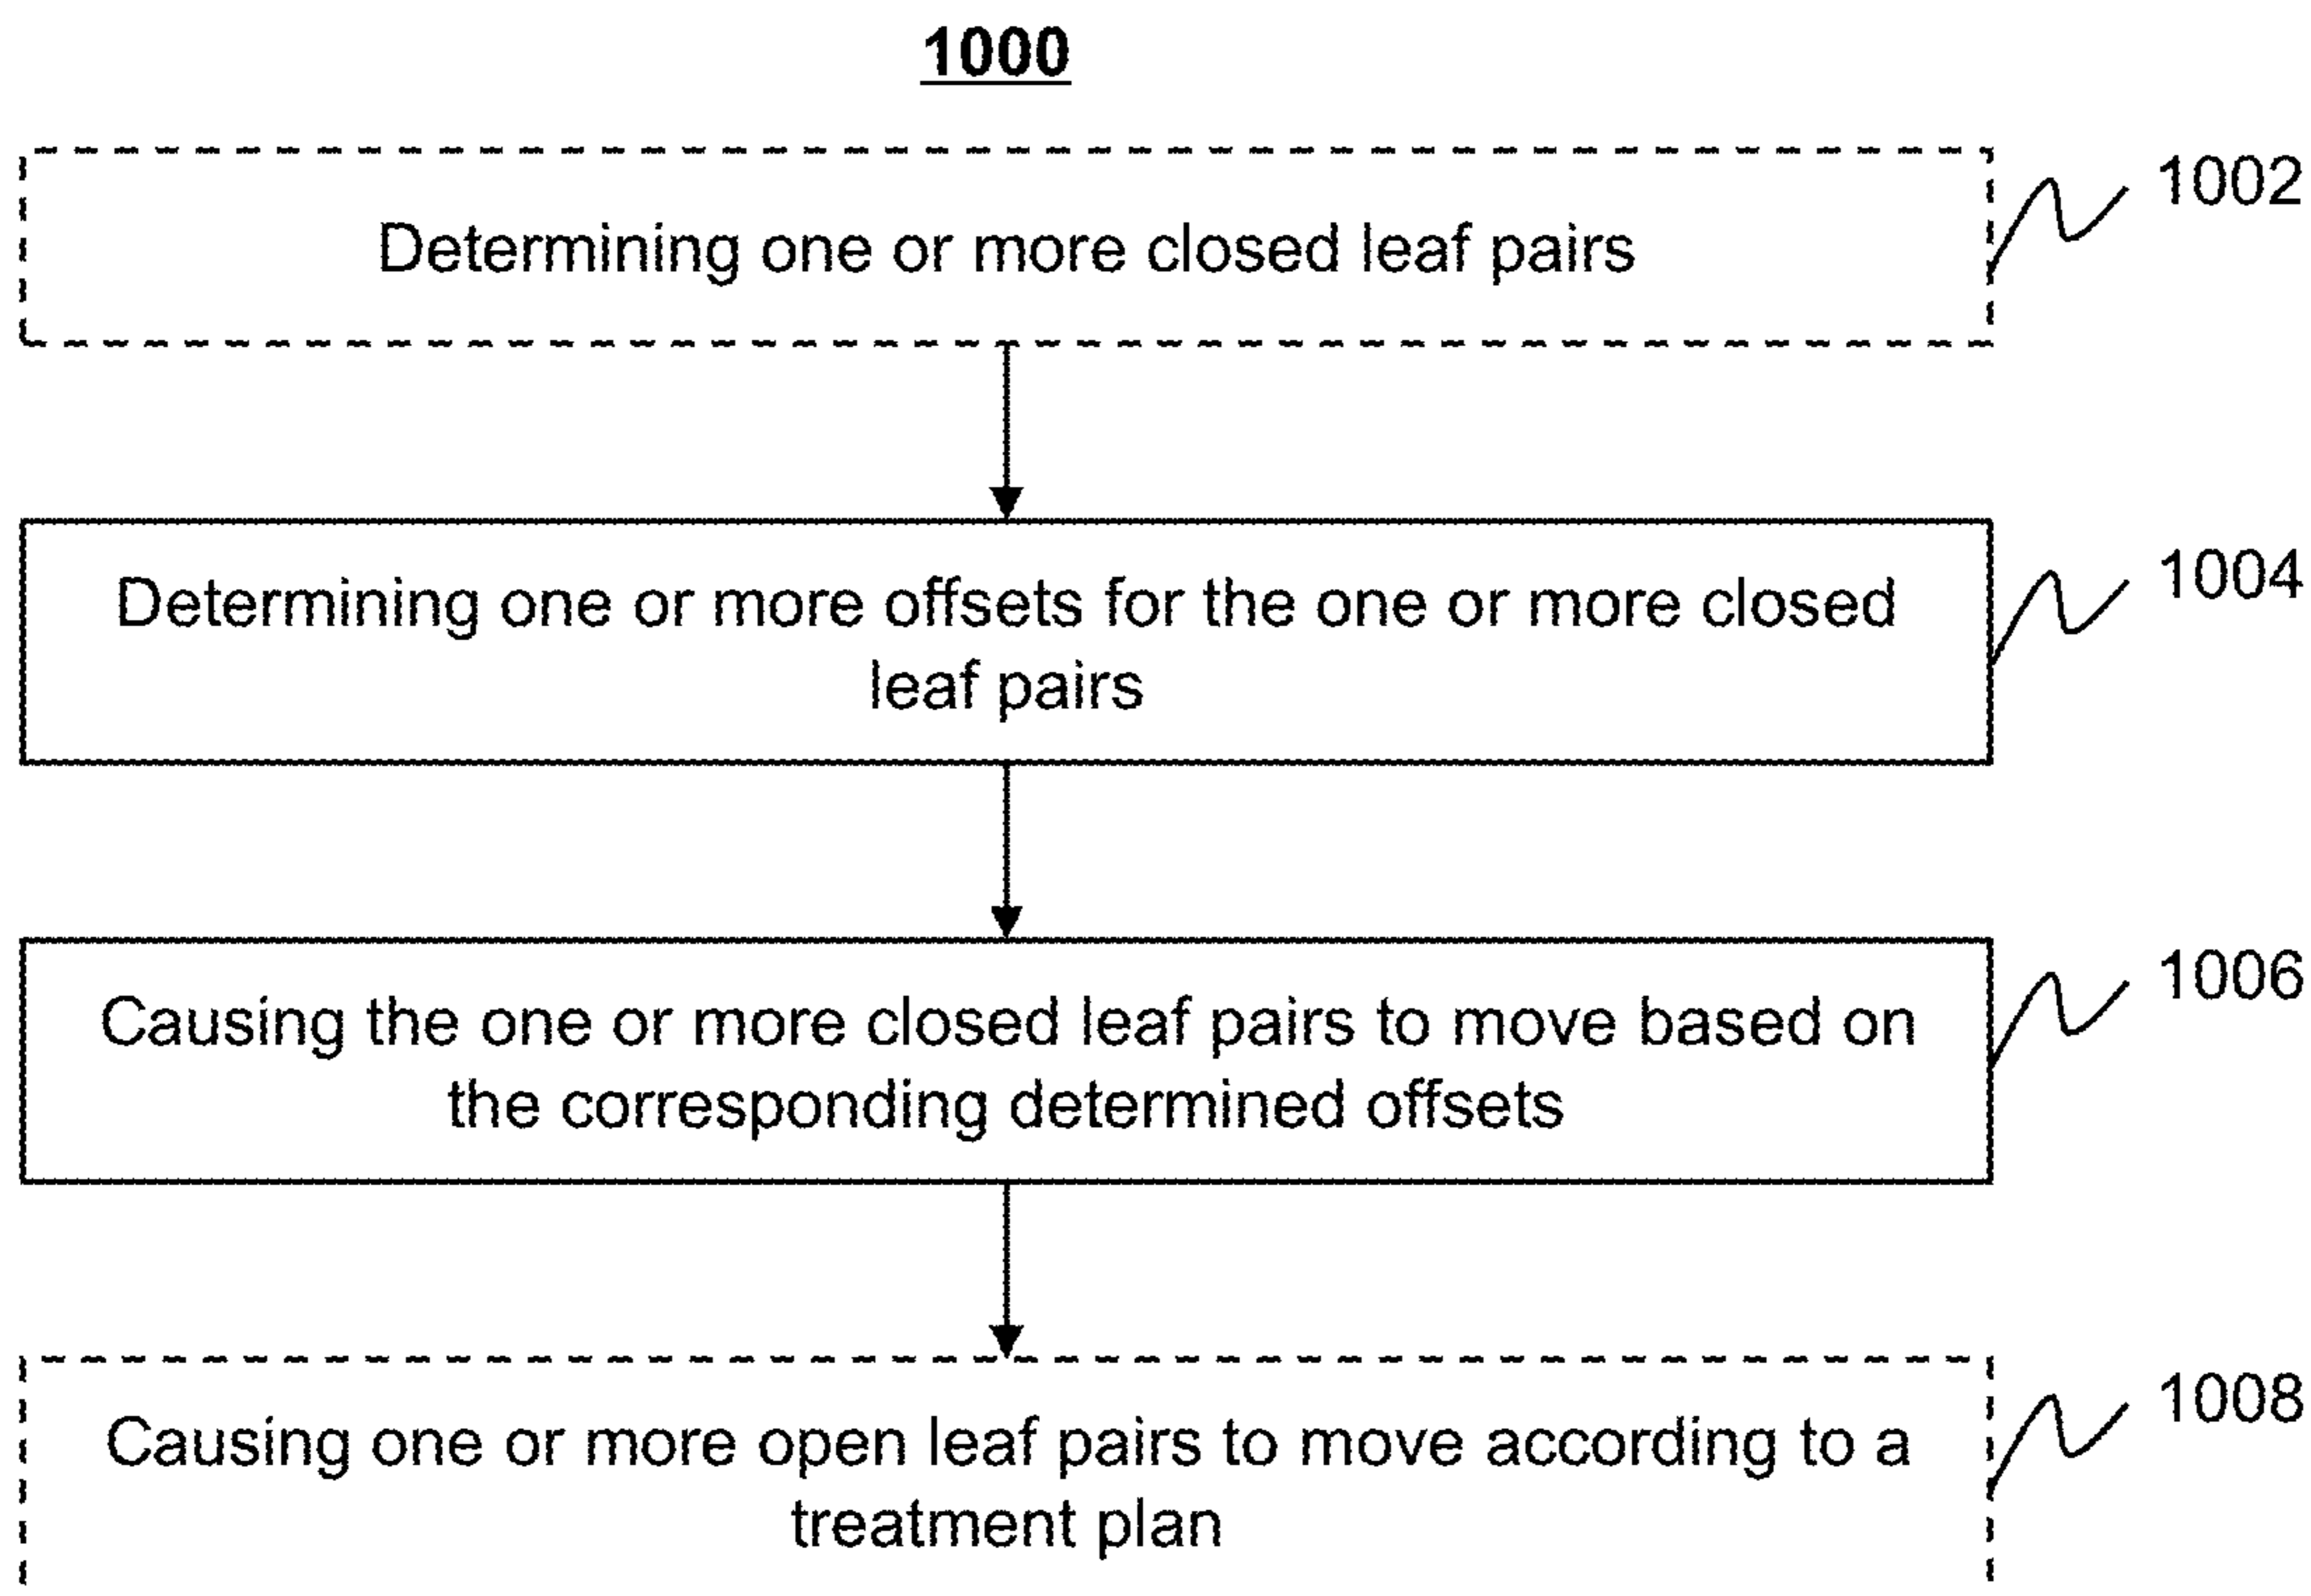 1000
Determining one or more closed leaf pairs
1002
Determining one or more offsets for the one or more closed
leaf pairs
1004
Causing the one or more closed leaf pairs to move based on
the corresponding determined offsets
1006
Causing one or more open leaf pairs to move according to a
treatment plan
1008